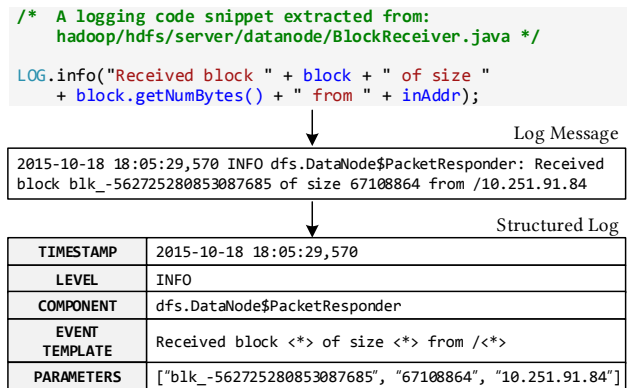 /* A logging code snippet extracted from:
hadoop/hdfs/server/datanode/BlockReceiver.java */
LOG.info("Received block " + block + " of size "
+ block.getNumBytes() + " from " + inAddr);
Log Message
2015-10-18 18:05:29,570 INFO dfs.DataNode$PacketResponder: Received
block blk_-562725280853087685 of size 67108864 from /10.251.91.84
Structured Log
TIMESTAMP 2015-10-18 18:05:29,570
LEVEL INFO
COMPONENT dfs.DataNode$PacketResponder
EVENT
TEMPLATE Received block <*> of size <*> from /<*>
PARAMETERS ["blk_-562725280853087685", "67108864", "10.251.91.84"]